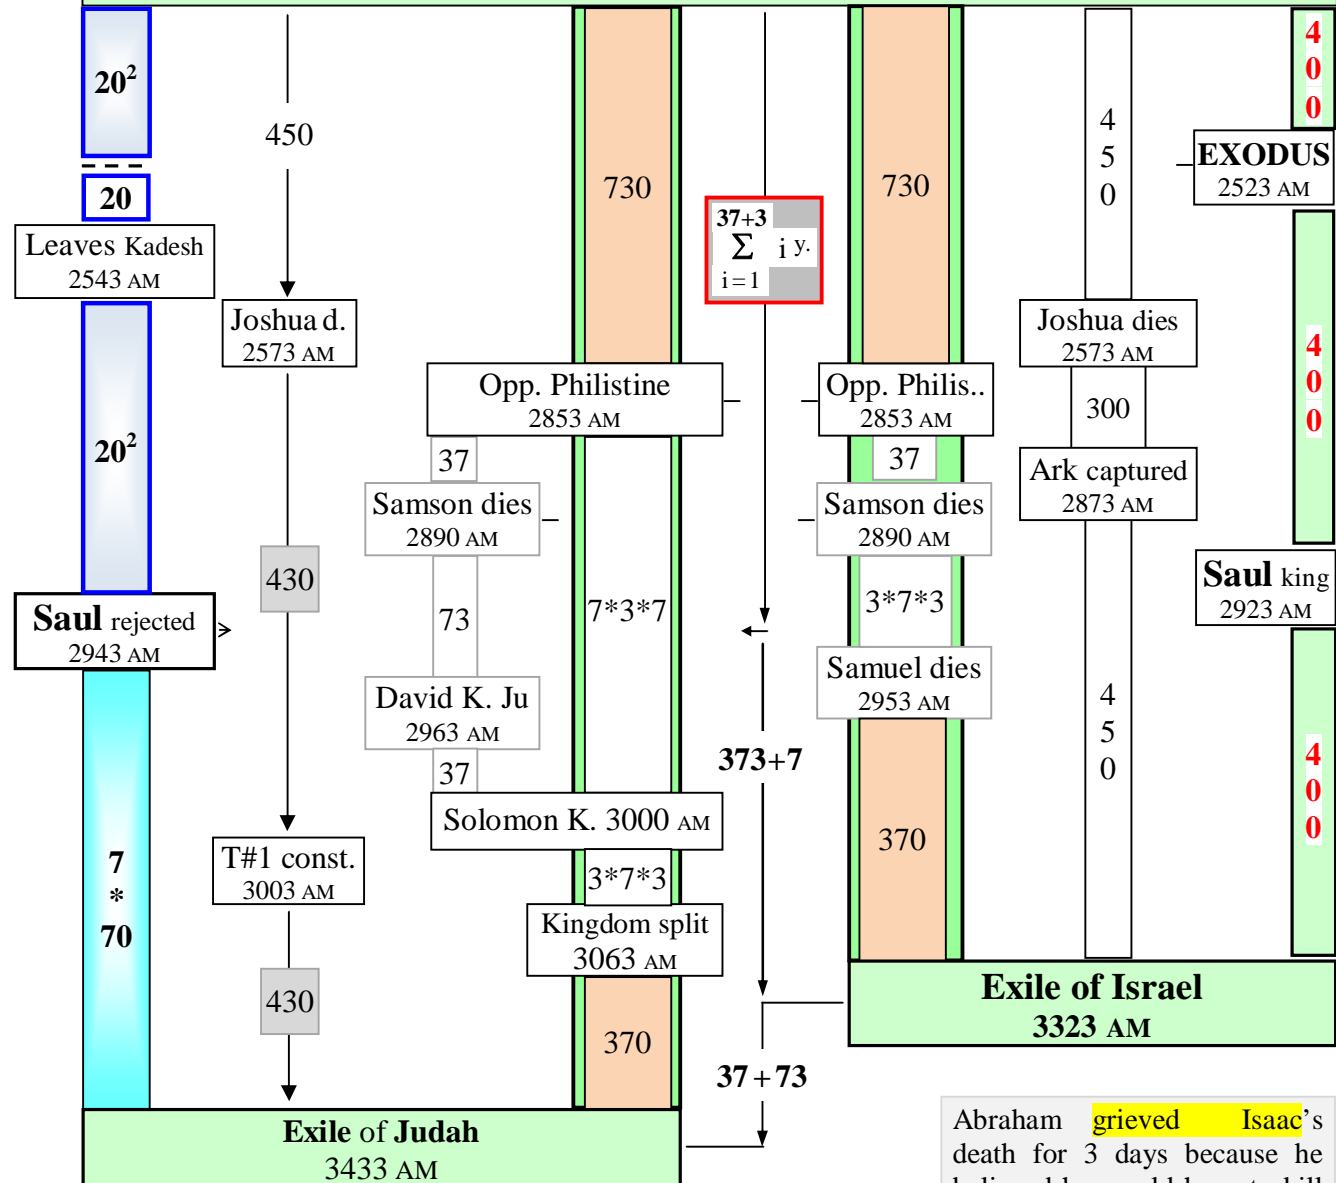 20²
20
Leaves Kadesh
2543 AM
20²
Saul rejected
2943 AM
7
*
70
450
Joshua d.
2573 AM
430
T#1 const.
3003 AM
430
730
Opp. Philistine
2853 AM
37
Samson dies
2890 AM
73
David K. Ju
2963 AM
37
7*3*7
Solomon K. 3000 AM
3*7*3
Kingdom split
3063 AM
370
Exile of Judah
3433 AM
37+3
Σ i y.
i=1
373+7
37+73
730
Opp. Philis..
2853 AM
37
Samson dies
2890 AM
3*7*3
Samuel dies
2953 AM
370
4
5
0
Joshua dies
2573 AM
300
Ark captured
2873 AM
4
5
0
4
0
0
EXODUS
2523 AM
4
0
0
Saul king
2923 AM
4
0
0
Exile of Israel
3323 AM
Abraham grieved Isaac's
death for 3 days because he